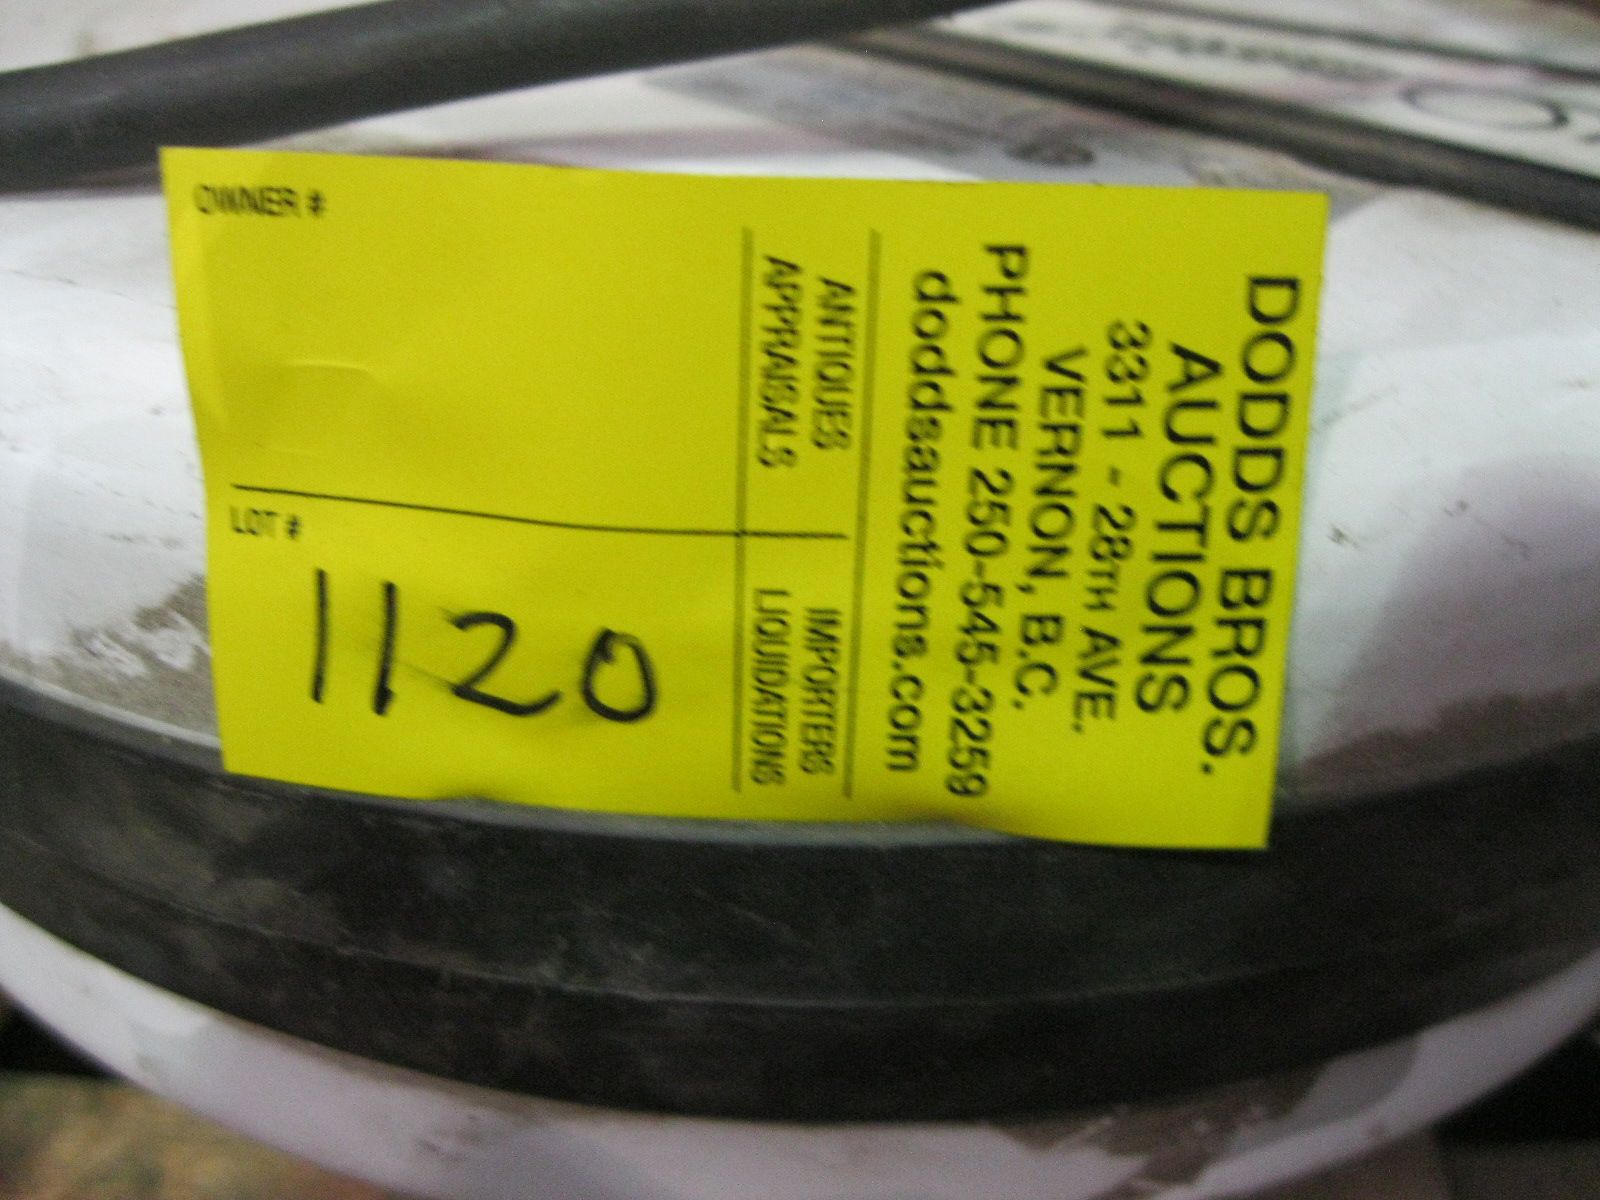 DODDS BROS.
AUCTIONS
3311 - 28TH AVE.
VERNON, B.C.
PHONE 250-545-3259
doddsauctions.com
ANTIQUES IMPORTERS
APPRAISALS LIQUIDATIONS
OWNER #
LOT #
1120